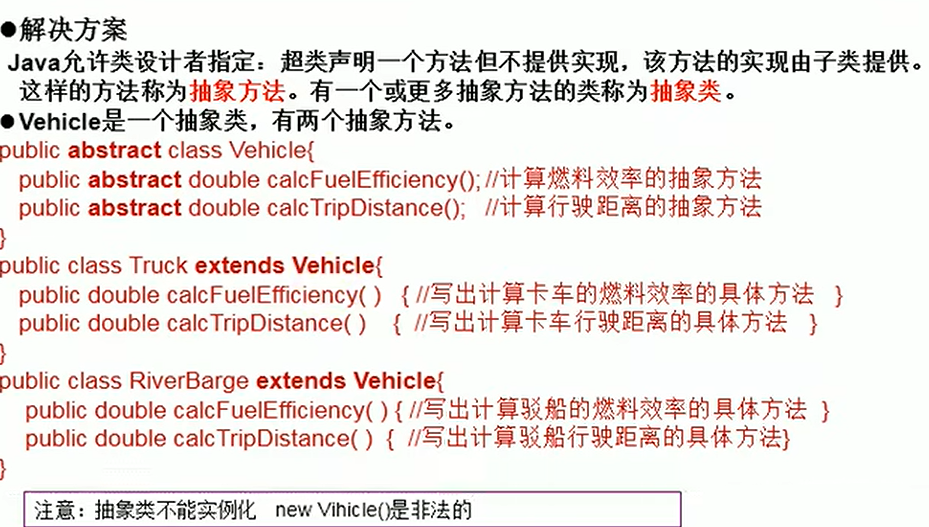 ●解决方案
Java允许类设计者指定：超类声明一个方法但不提供实现，该方法的实现由子类提供。
这样的方法称为抽象方法。有一个或更多抽象方法的类称为抽象类。
●Vehicle是一个抽象类，有两个抽象方法。
public abstract class Vehicle{
public abstract double calcFuelEfficiency();//计算燃料效率的抽象方法
public abstract double calcTripDistance(); //计算行驶距离的抽象方法
}
public class Truck extends Vehicle{
public double calcFuelEfficiency( ) { //写出计算卡车的燃料效率的具体方法 }
public double calcTripDistance( ) { //写出计算卡车行驶距离的具体方法 }
}
public class RiverBarge extends Vehicle{
public double calcFuelEfficiency( ) { //写出计算驳船的燃料效率的具体方法 }
public double calcTripDistance( ) { //写出计算驳船行驶距离的具体方法}
}
注意：抽象类不能实例化 new Vihicle()是非法的